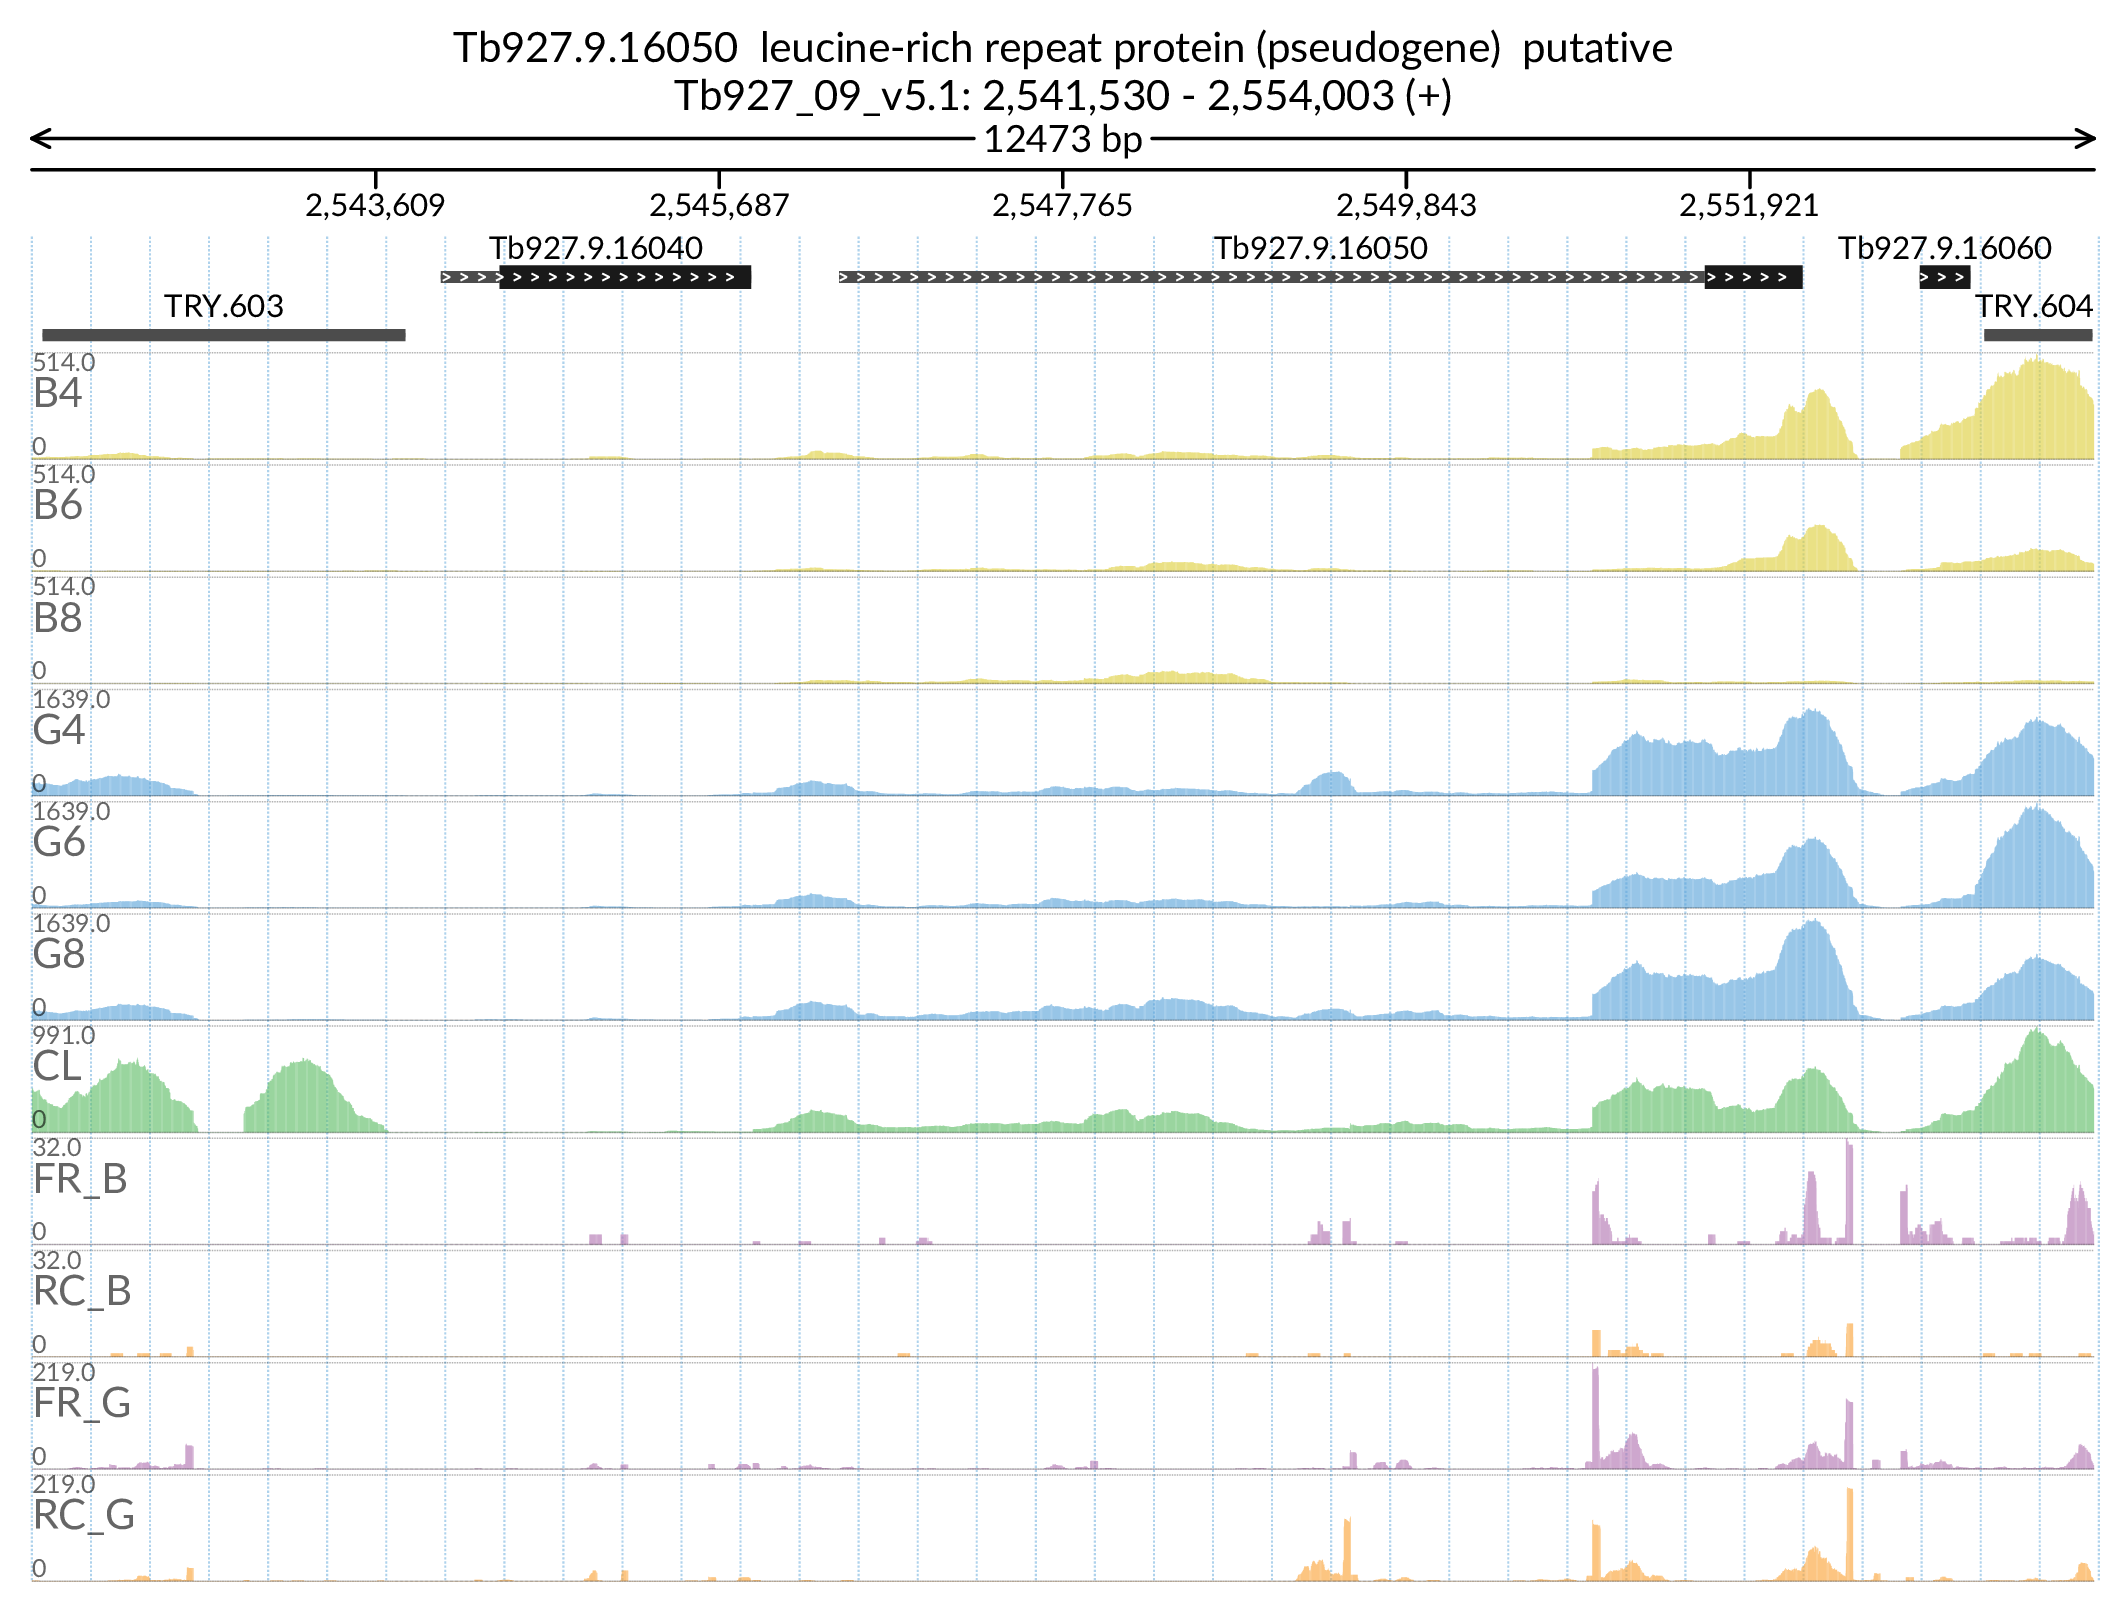 Tb927.9.16050 leucine-rich repeat protein (pseudogene) putative
Tb927_09_v5.1: 2,541,530 - 2,554,003 (+)
12473 bp
2,543,609 2,545,687 2,547,765 2,549,843 2,551,921
Tb927.9.16040 Tb927.9.16050 Tb927.9.16060
TRY.603 TRY.604
514.0
B4
0
514.0
B6
0
514.0
B8
0
1639.0
G4
0
1639.0
G6
0
1639.0
G8
0
991.0
CL
0
32.0
FR_B
0
32.0
RC_B
0
219.0
FR_G
0
219.0
RC_G
0